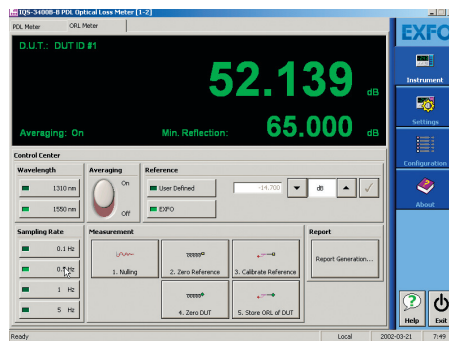 IQS-3400B-B PDL Optical Loss Meter [1-2]
PDL Meter ORL Meter
EXFO
D.U.T.: DUT ID #1
52.139 dB
Averaging: On Min. Reflection: 65.000 dB
Instrument
Settings
Configuration
About
Control Center
Wavelength Averaging Reference
1310 nm On User Defined -14.700 dB
1550 nm Off EXFO
Sampling Rate Measurement Report
0.1 Hz
1. Nulling 2. Zero Reference 3. Calibrate Reference Report Generation...
Hz
1 Hz
5 Hz
4. Zero DUT 5. Store ORL of DUT
Help Exit
Ready Local 2002-03-21 7:49